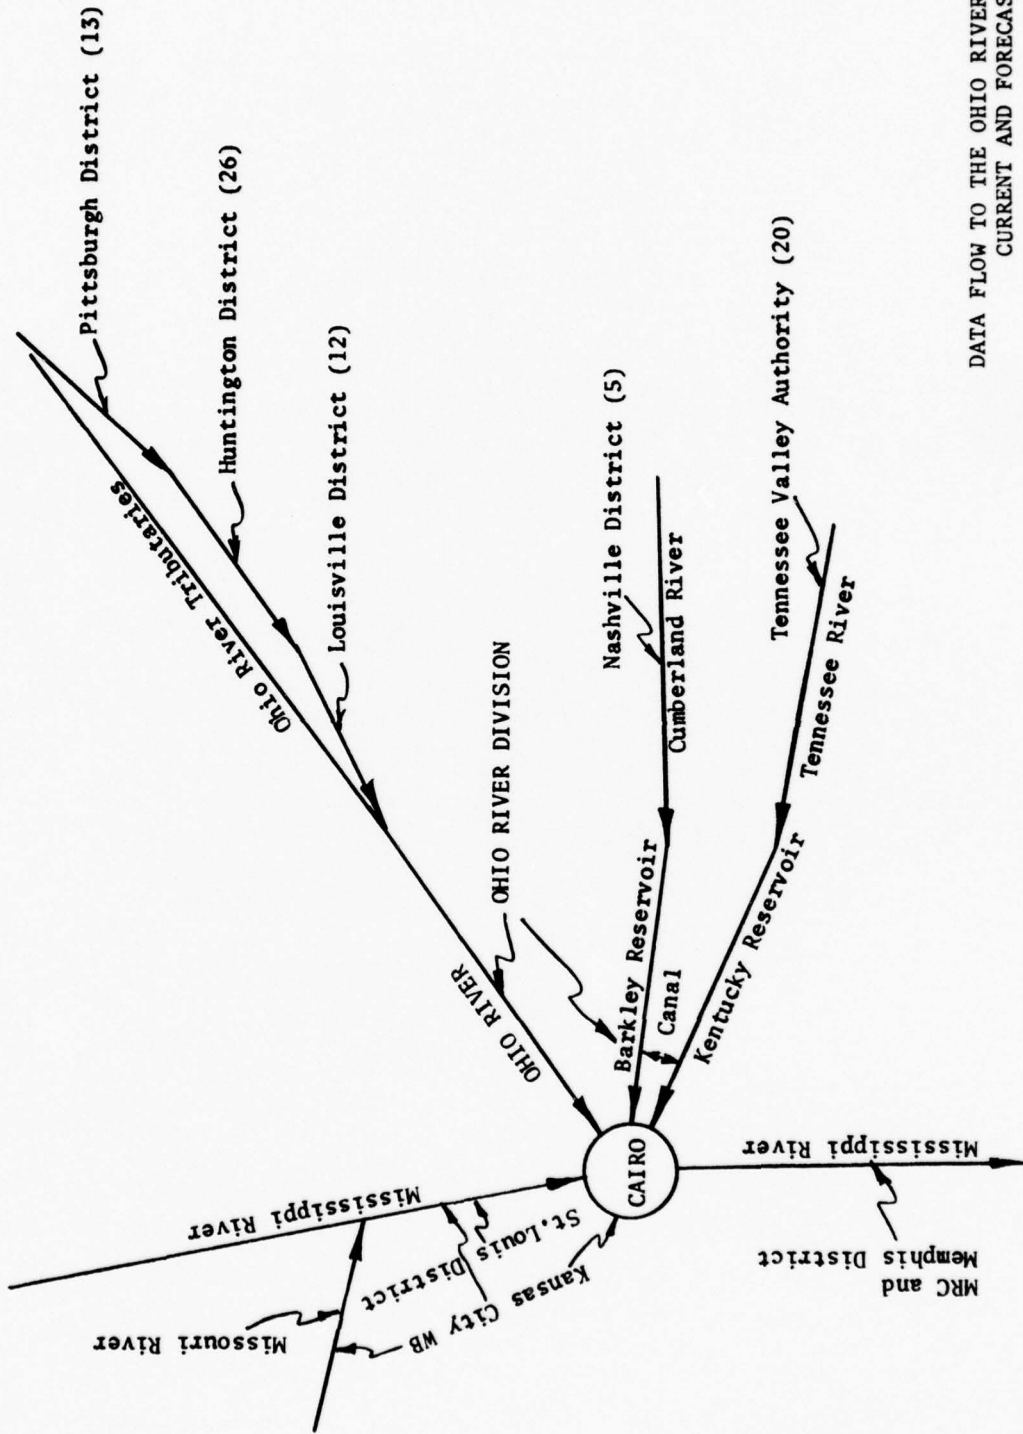 Pittsburgh District (13)
Huntington District (26)
Louisville District (12)
Ohio River Tributaries
OHIO RIVER DIVISION
OHIO RIVER
Nashville District (5)
Cumberland River
Barkley Reservoir
Canal
Tennessee Valley Authority (20)
Tennessee River
Kentucky Reservoir
CAIRO
Mississippi River
Missouri River
St.Louis District
Kansas City WB
Mississippi River
MRC and
Memphis District
DATA FLOW TO THE OHIO RIVER
CURRENT AND FORECAS